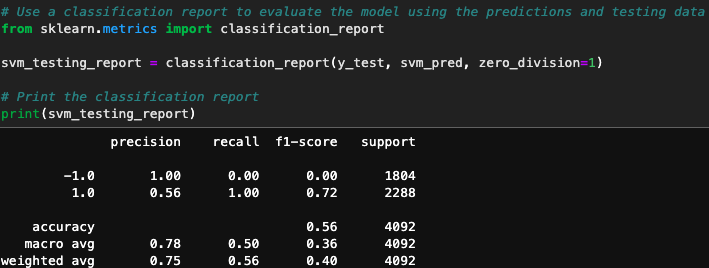 # Use a classification report to evaluate the model using the predictions and testing data
from sklearn.metrics import classification_report
svm_testing_report = classification_report(y_test, svm_pred, zero_division=1)
# Print the classification report
print(svm_testing_report)
precision recall f1-score support
-1.0 1.00 0.00 0.00 1804
1.0 0.56 1.00 0.72 2288
accuracy 0.56 4092
macro avg 0.78 0.50 0.36 4092
weighted avg 0.75 0.56 0.40 4092